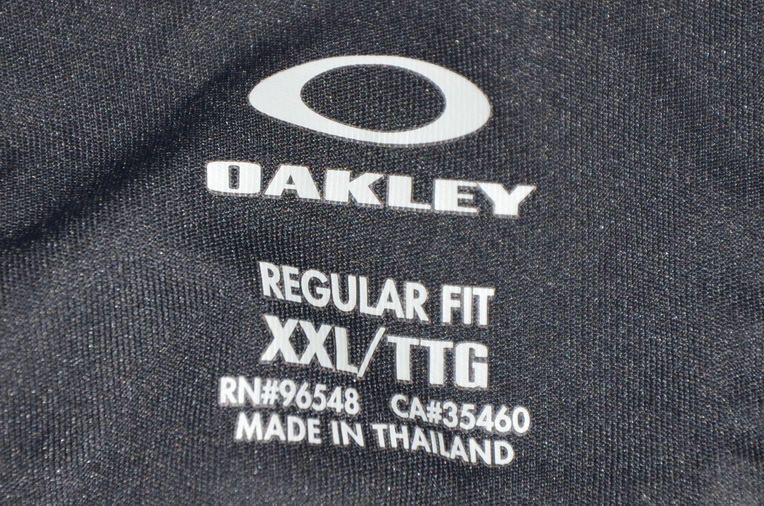 OAKLEY
REGULAR FIT
XXL/TTG
RN#96548 CA#35460
MADE IN THAILAND